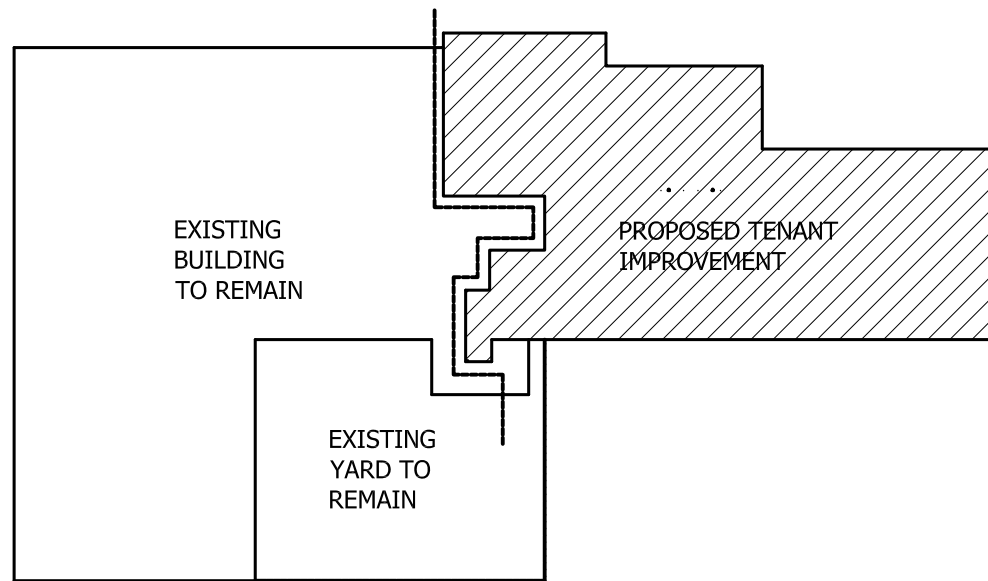 EXISTING
BUILDING
TO REMAIN
PROPOSED TENANT
IMPROVEMENT
EXISTING
YARD TO
REMAIN